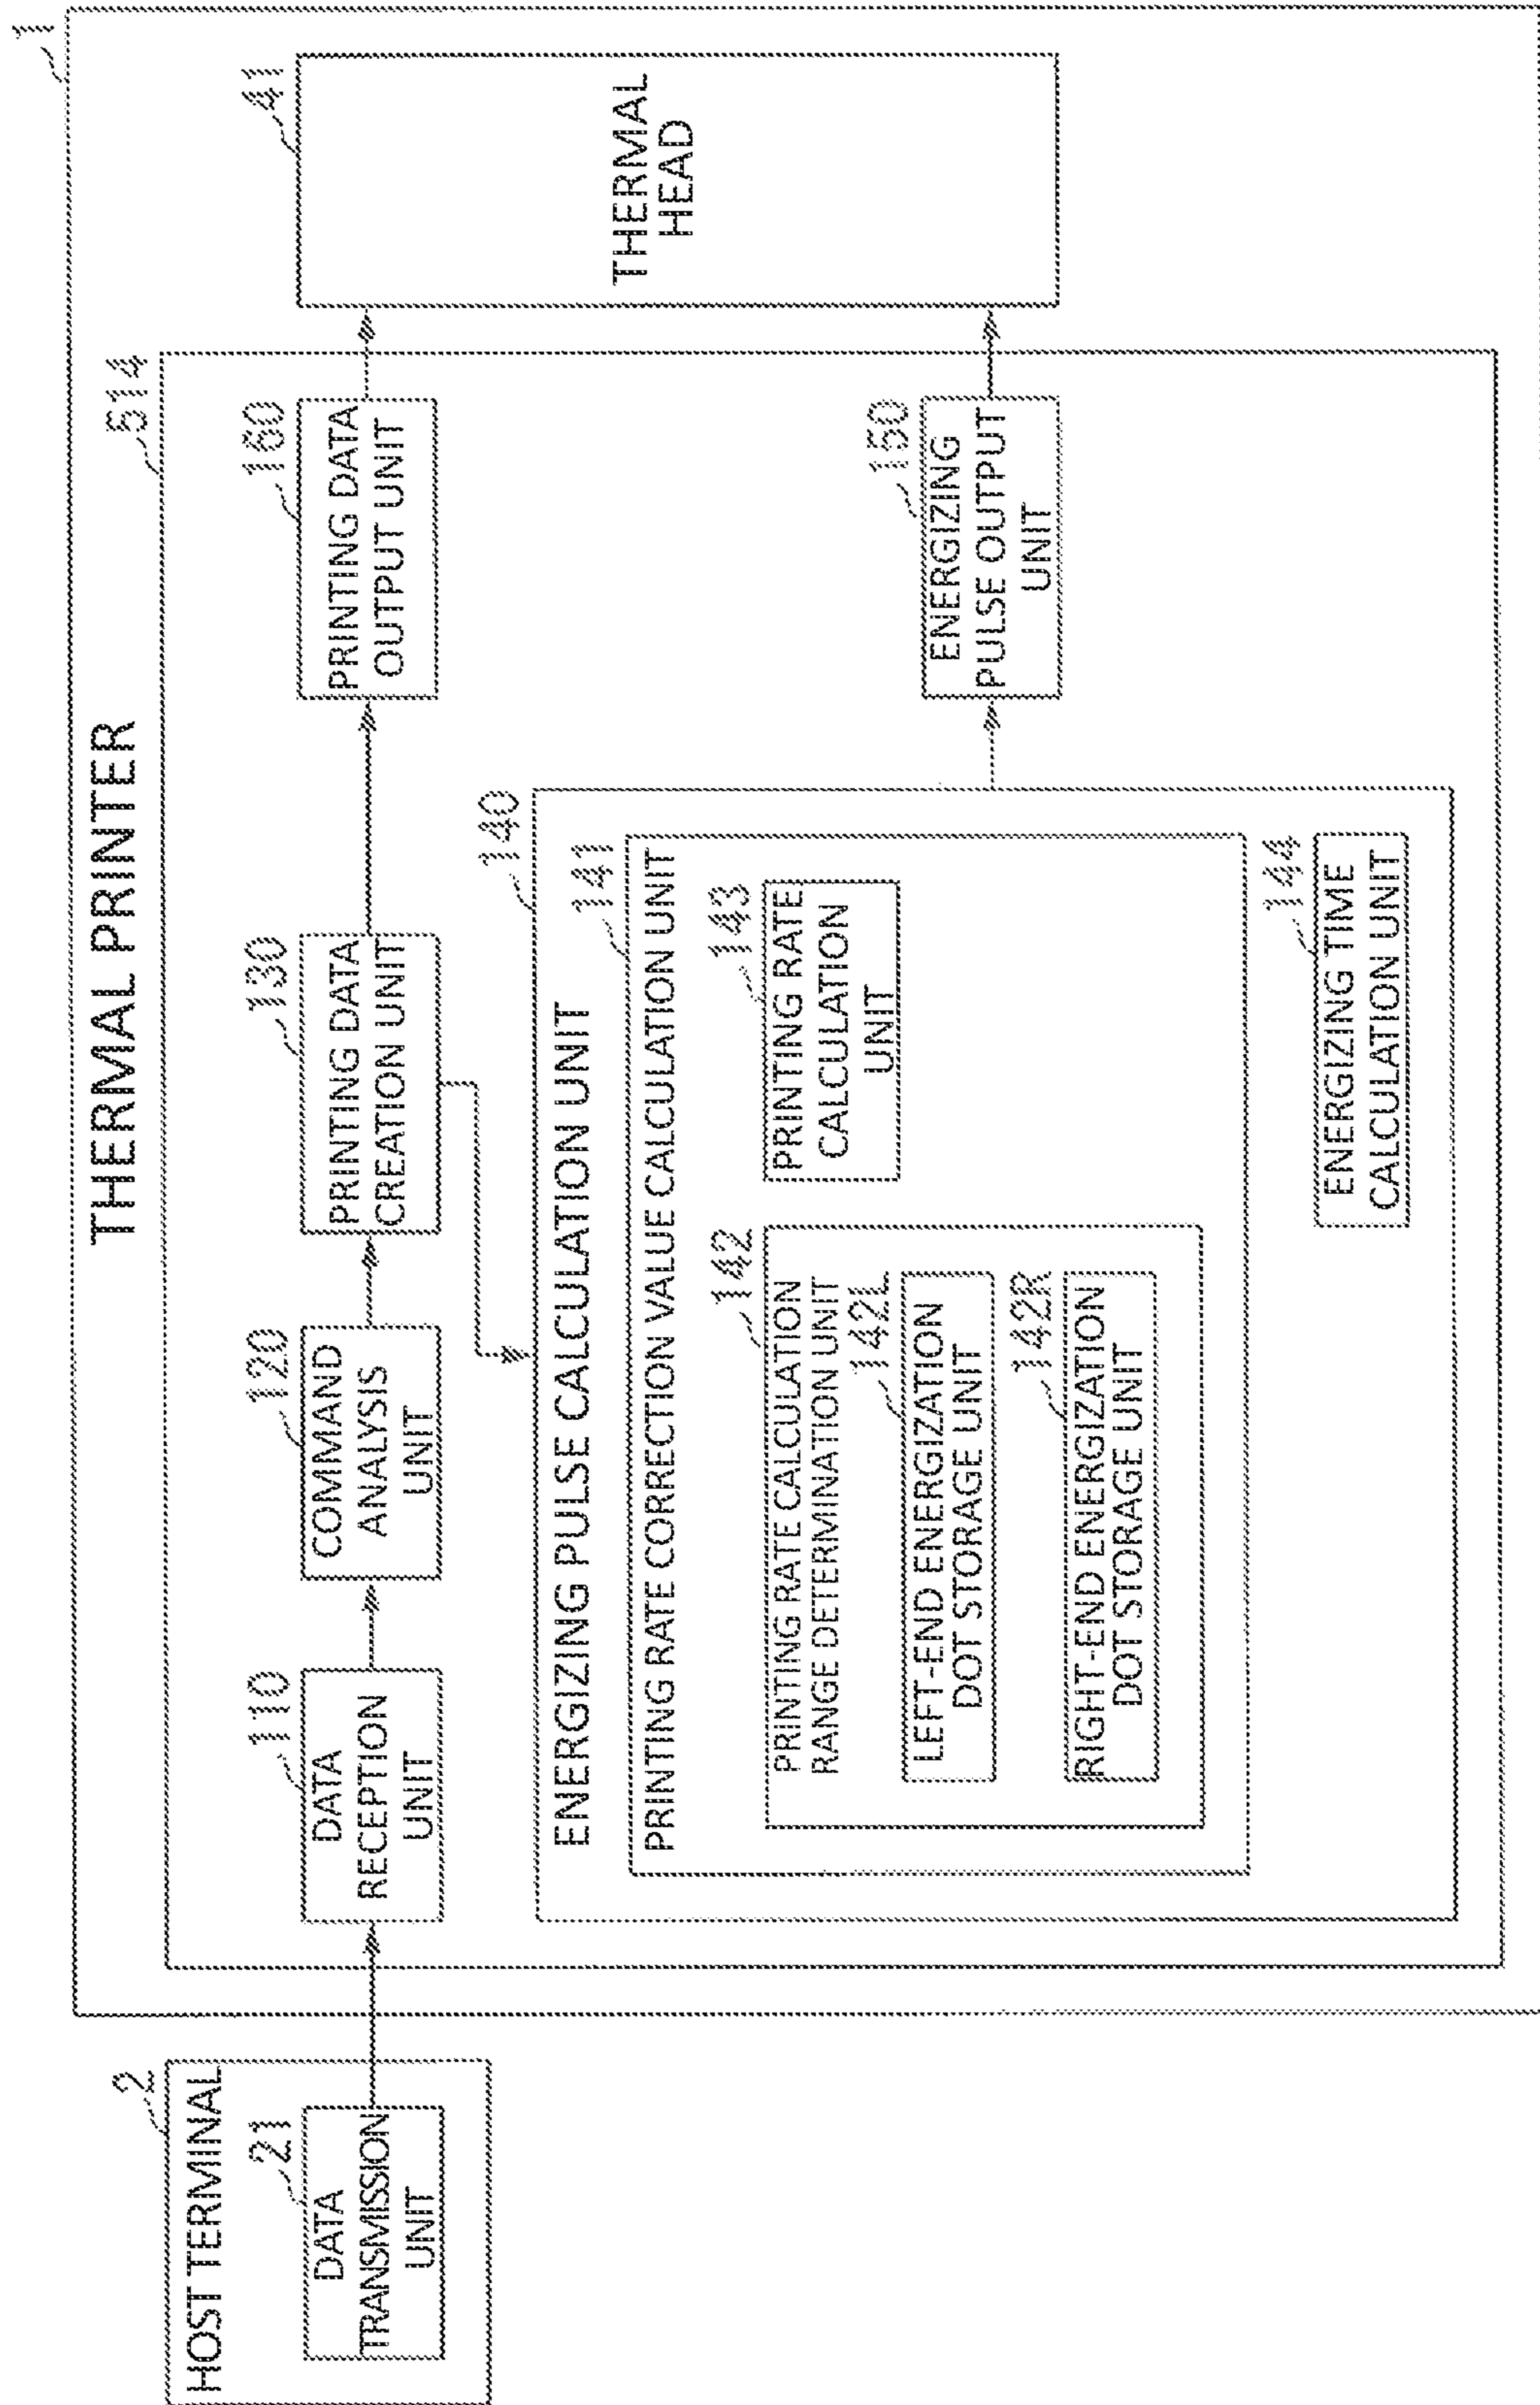 1
THERMAL PRINTER
2
HOST TERMINAL
21
DATA
TRANSMISSION
UNIT
514
110
DATA
RECEPTION
UNIT
120
COMMAND
ANALYSIS
UNIT
130
PRINTING DATA
CREATION UNIT
160
PRINTING DATA
OUTPUT UNIT
41
THERMAL
HEAD
140
ENERGIZING PULSE CALCULATION UNIT
141
PRINTING RATE CORRECTION VALUE CALCULATION UNIT
142
PRINTING RATE CALCULATION
RANGE DETERMINATION UNIT
142L
LEFT-END ENERGIZATION
DOT STORAGE UNIT
142R
RIGHT-END ENERGIZATION
DOT STORAGE UNIT
143
PRINTING RATE
CALCULATION
UNIT
144
ENERGIZING TIME
CALCULATION UNIT
150
ENERGIZING
PULSE OUTPUT
UNIT